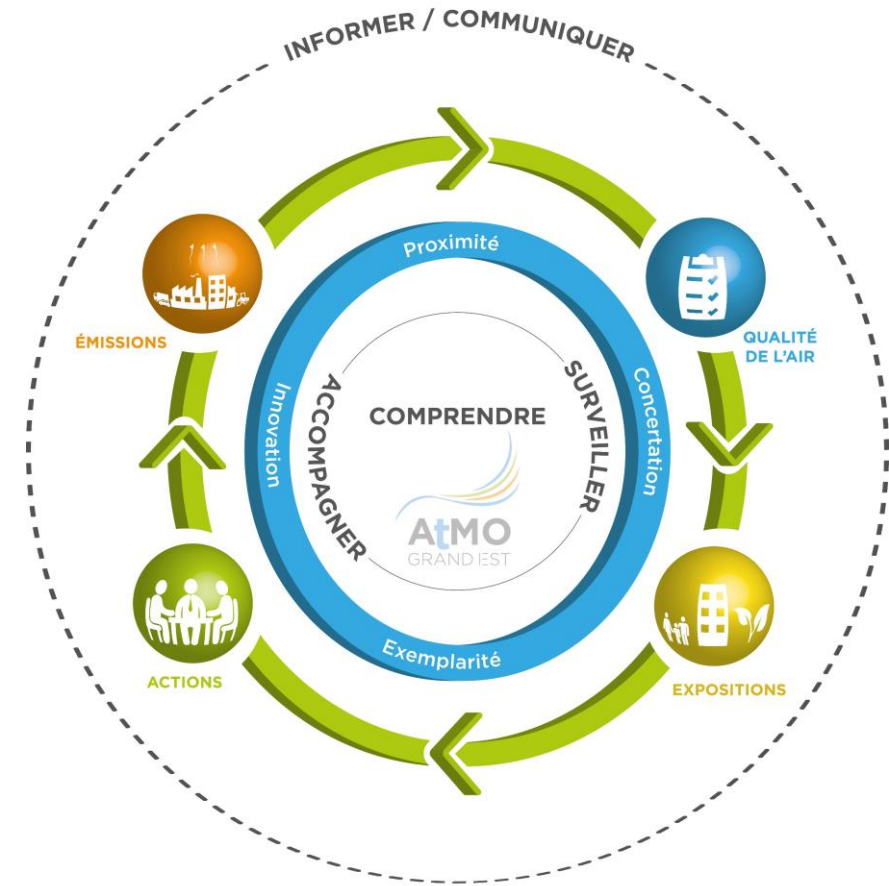 INFORMER / COMMUNIQUER
Proximité
ÉMISSIONS
QUALITÉ
DE L'AIR
Innovation
ACCOMPAGNER
COMPRENDRE
SURVEILLER
Concertation
AtMO
GRAND EST
Exemplarité
ACTIONS
EXPOSITIONS